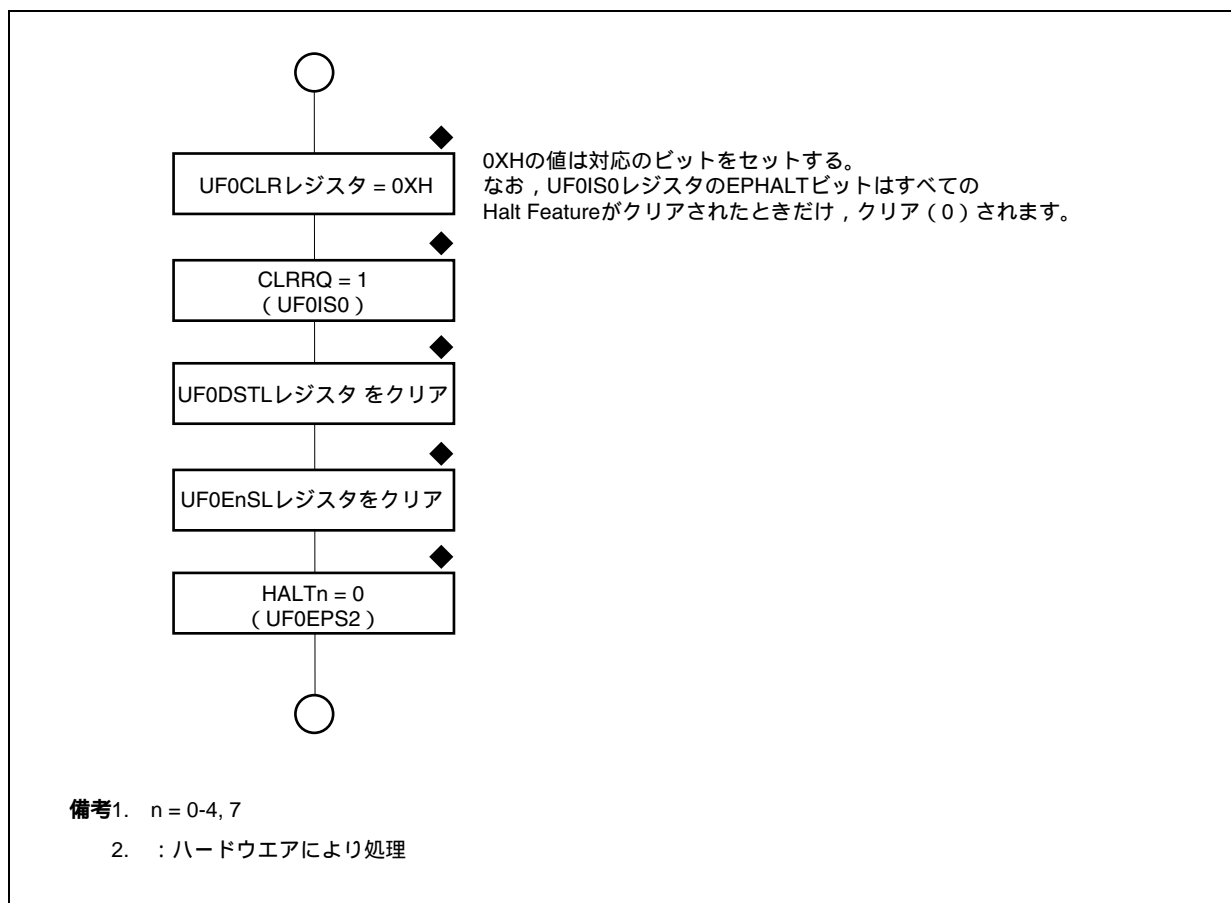 UF0CLRレジスタ = 0XH
0XHの値は対応のビットをセットする。
なお，UF0IS0レジスタのEPHALTビットはすべての
Halt Featureがクリアされたときだけ，クリア（0）されます。
CLRRQ = 1
（UF0IS0）
UF0DSTLレジスタ をクリア
UF0EnSLレジスタをクリア
HALTn = 0
（UF0EPS2）
備考1. n = 0-4, 7
2. ：ハードウエアにより処理